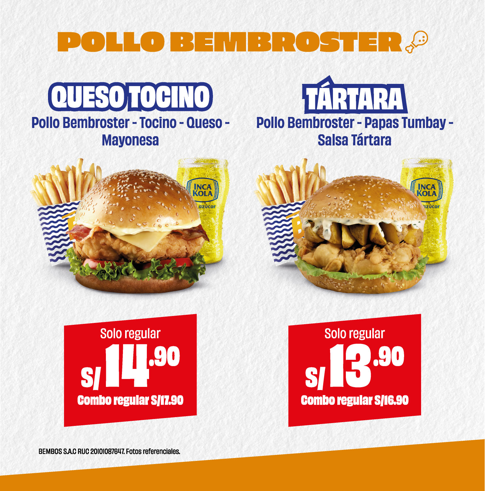 POLLO BEMBROSTER
QUESO TOCINO
Pollo Bembroster - Tocino - Queso -
Mayonesa
INCA
KOLA
TÁRTARA
Pollo Bembroster - Papas Tumbay -
Salsa Tártara
INCA
KOLA
Solo regular
S/14.90
Combo regular S/17.90
Solo regular
S/13.90
Combo regular S/16.90
BEMBOS S.A.C RUC 20101087647. Fotos referenciales.